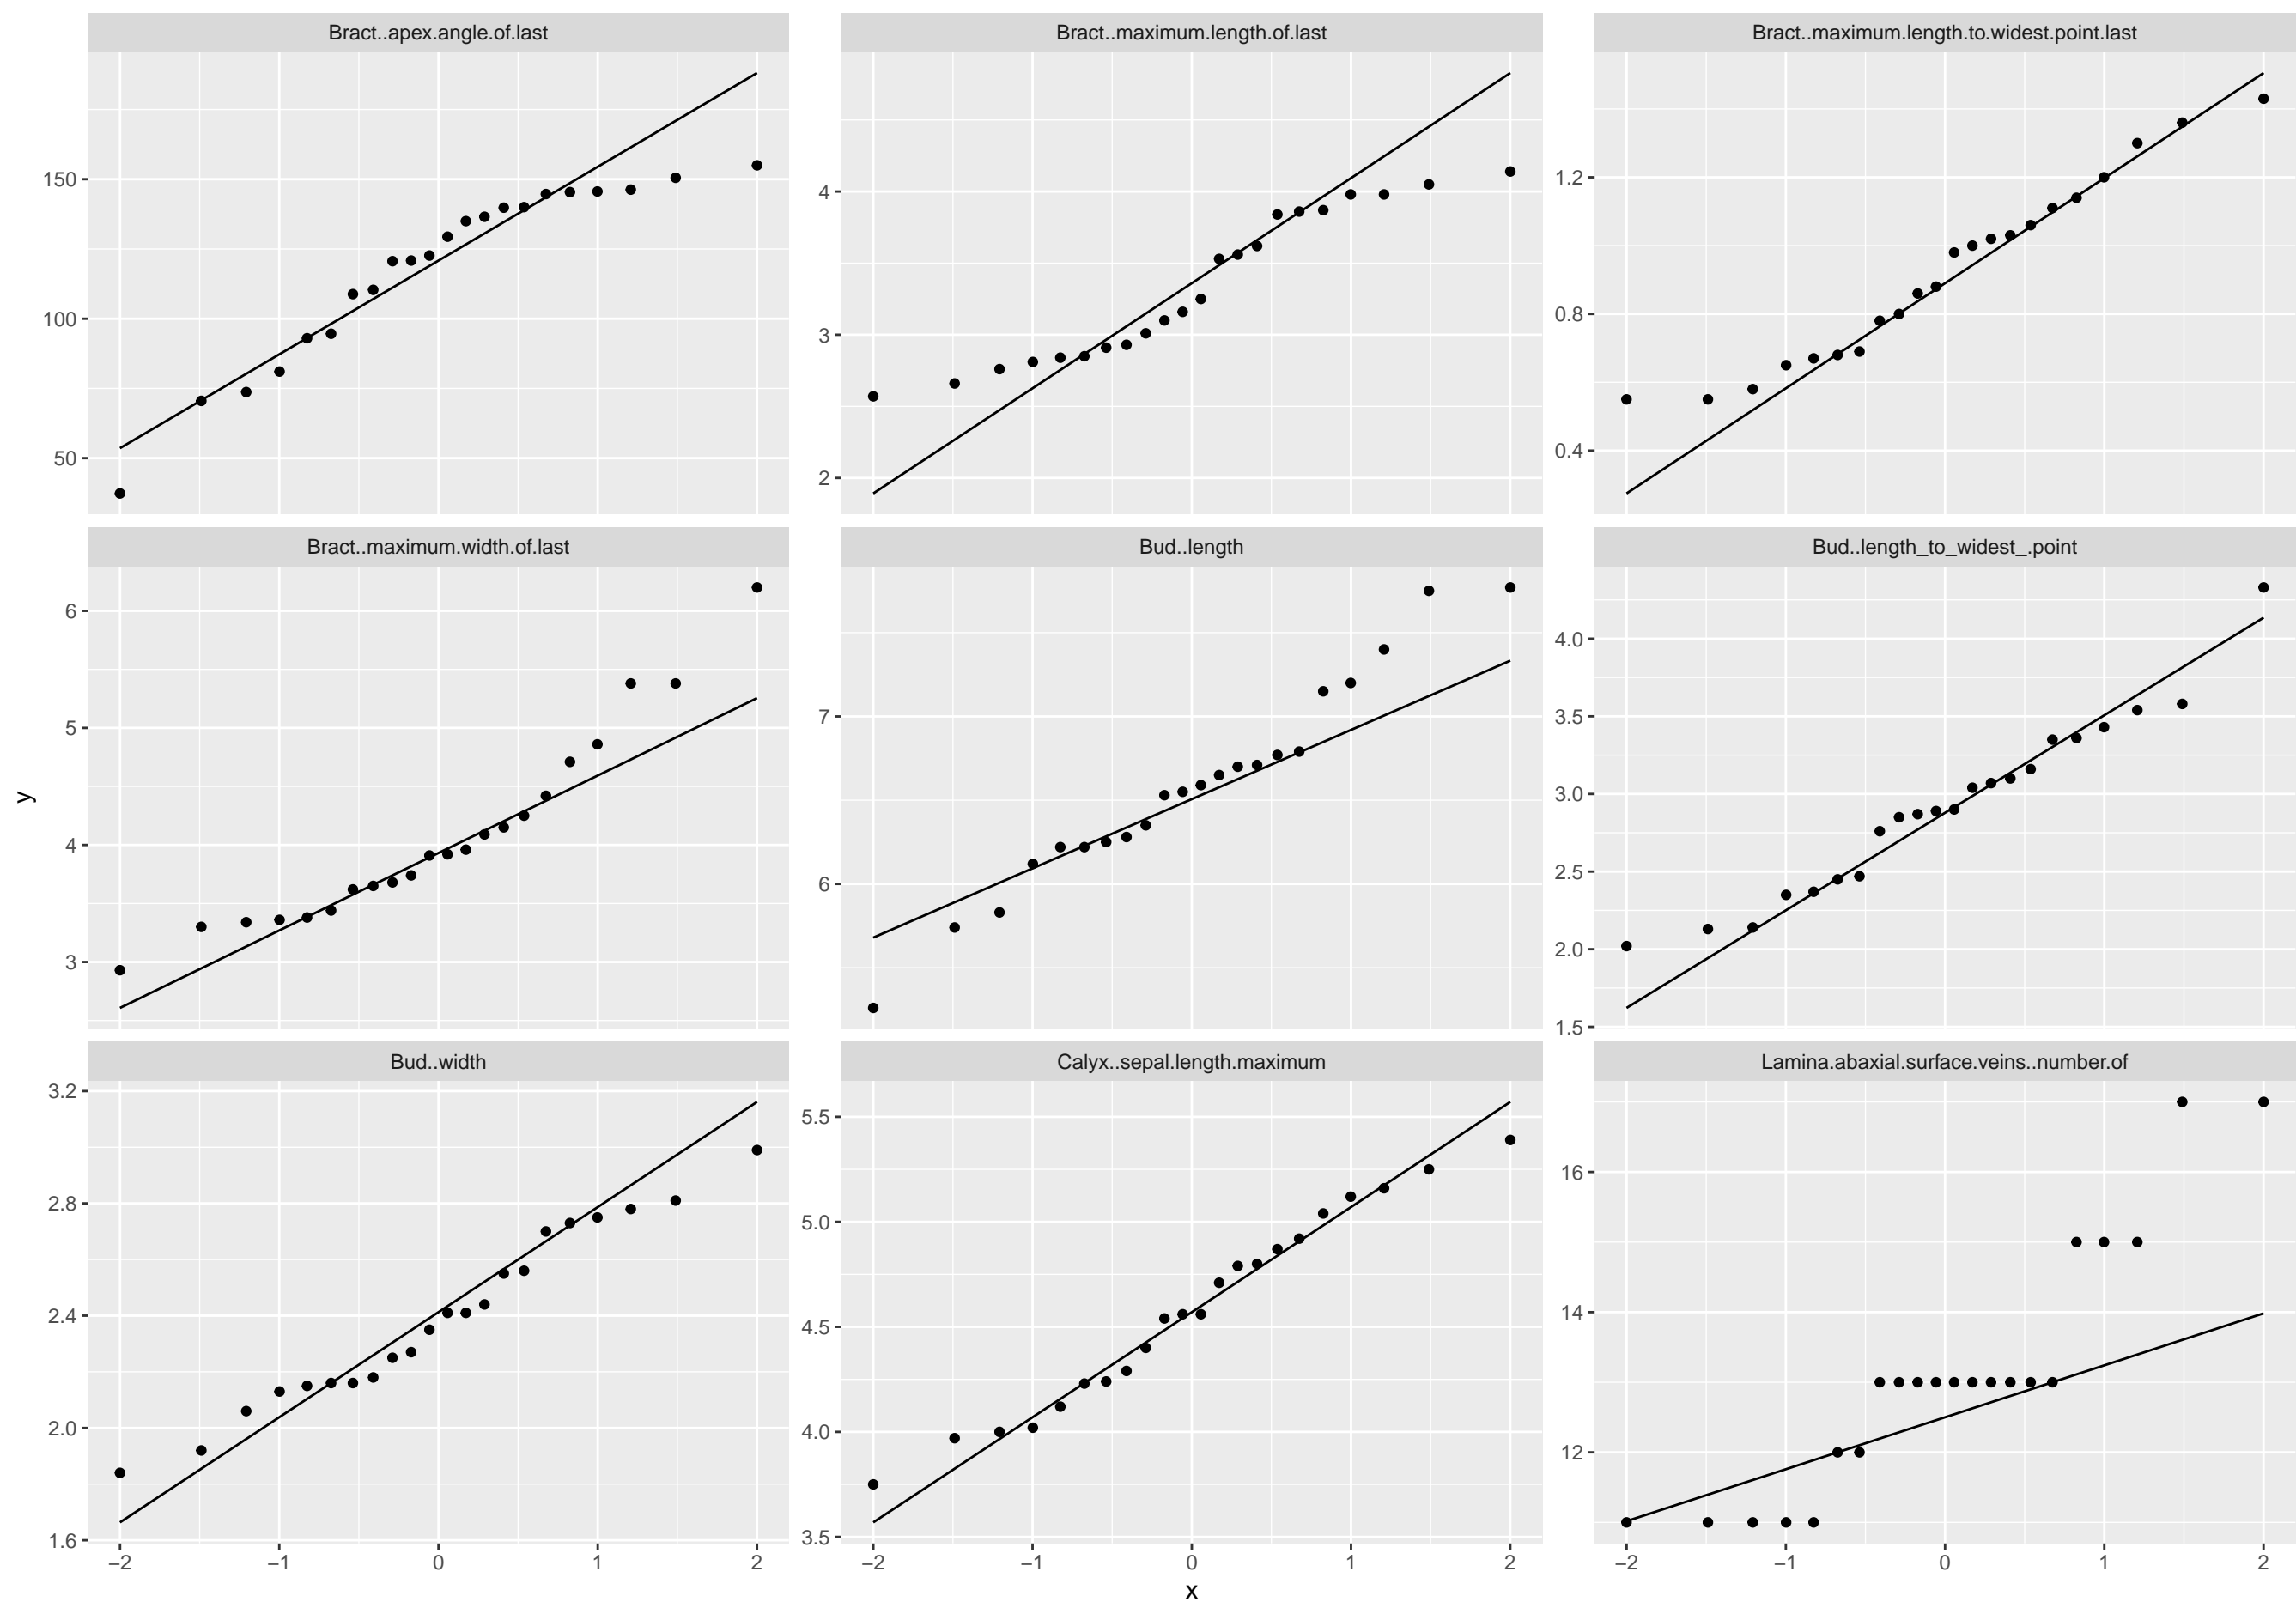 Bract..apex.angle.of.last
Bract..maximum.length.of.last
Bract..maximum.length.to.widest.point.last
150
100
50
4
3
2
1.2
0.8
0.4
Bract..maximum.width.of.last
Bud..length
Bud..length_to_widest_.point
6
5
4
3
7
6
4.0
3.5
3.0
2.5
2.0
1.5
y
Bud..width
Calyx..sepal.length.maximum
Lamina.abaxial.surface.veins..number.of
3.2
2.8
2.4
2.0
1.6
5.5
5.0
4.5
4.0
3.5
16
14
12
−2 −1 0 1 2
−2 −1 0 1 2
−2 −1 0 1 2
x